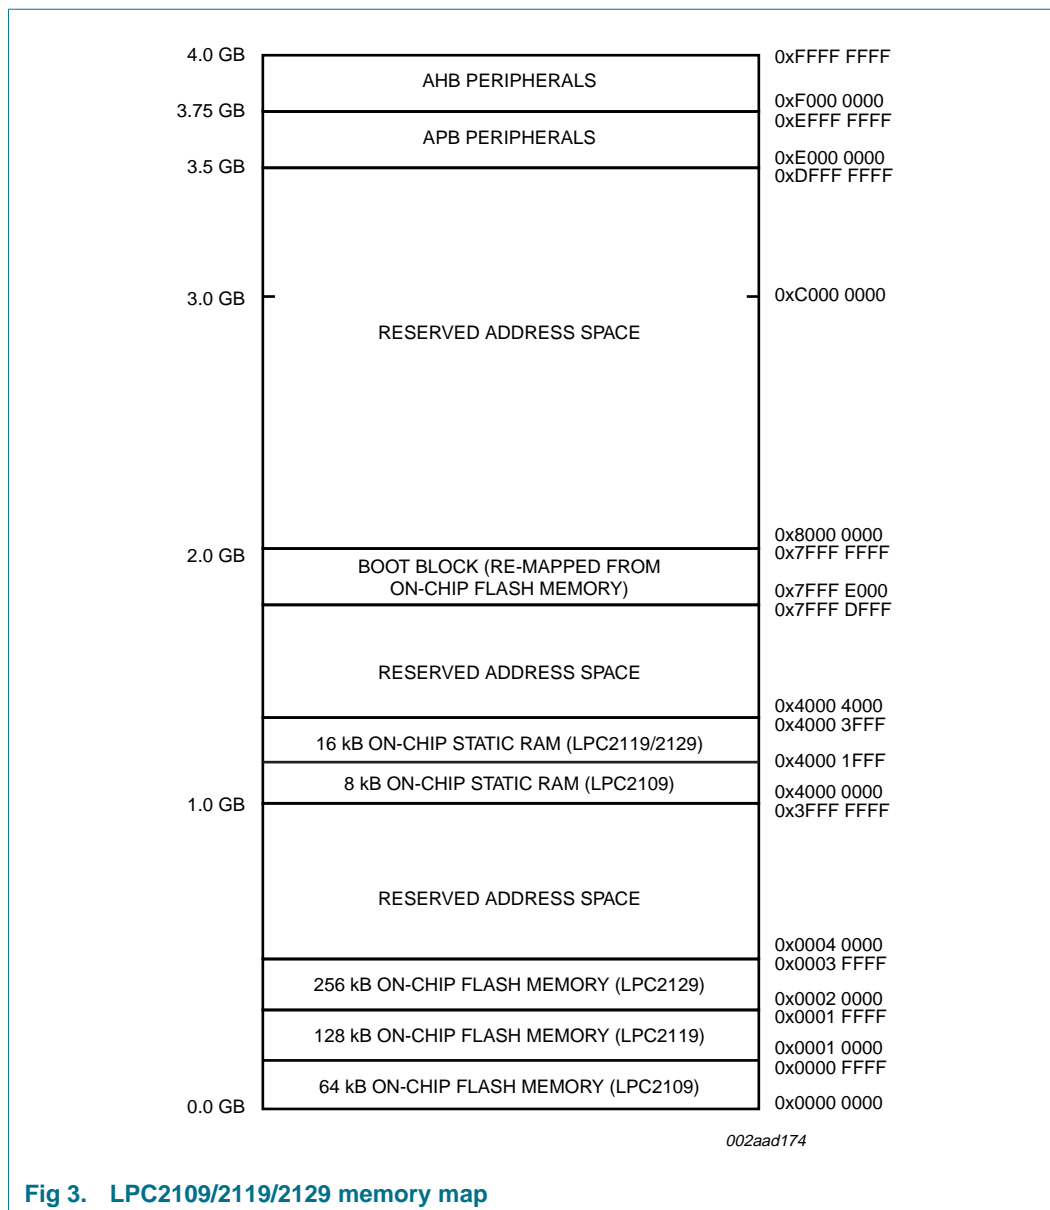 4.0 GB
0xFFFF FFFF
AHB PERIPHERALS
0xF000 0000
3.75 GB
0xEFFF FFFF
APB PERIPHERALS
0xE000 0000
3.5 GB
0xDFFF FFFF
3.0 GB
0xC000 0000
RESERVED ADDRESS SPACE
0x8000 0000
2.0 GB
0x7FFF FFFF
BOOT BLOCK (RE-MAPPED FROM
ON-CHIP FLASH MEMORY)
0x7FFF E000
0x7FFF DFFF
RESERVED ADDRESS SPACE
0x4000 4000
0x4000 3FFF
16 kB ON-CHIP STATIC RAM (LPC2119/2129)
0x4000 1FFF
8 kB ON-CHIP STATIC RAM (LPC2109)
0x4000 0000
1.0 GB
0x3FFF FFFF
RESERVED ADDRESS SPACE
0x0004 0000
0x0003 FFFF
256 kB ON-CHIP FLASH MEMORY (LPC2129)
0x0002 0000
0x0001 FFFF
128 kB ON-CHIP FLASH MEMORY (LPC2119)
0x0001 0000
0x0000 FFFF
64 kB ON-CHIP FLASH MEMORY (LPC2109)
0.0 GB
0x0000 0000
002aad174
Fig 3. LPC2109/2119/2129 memory map